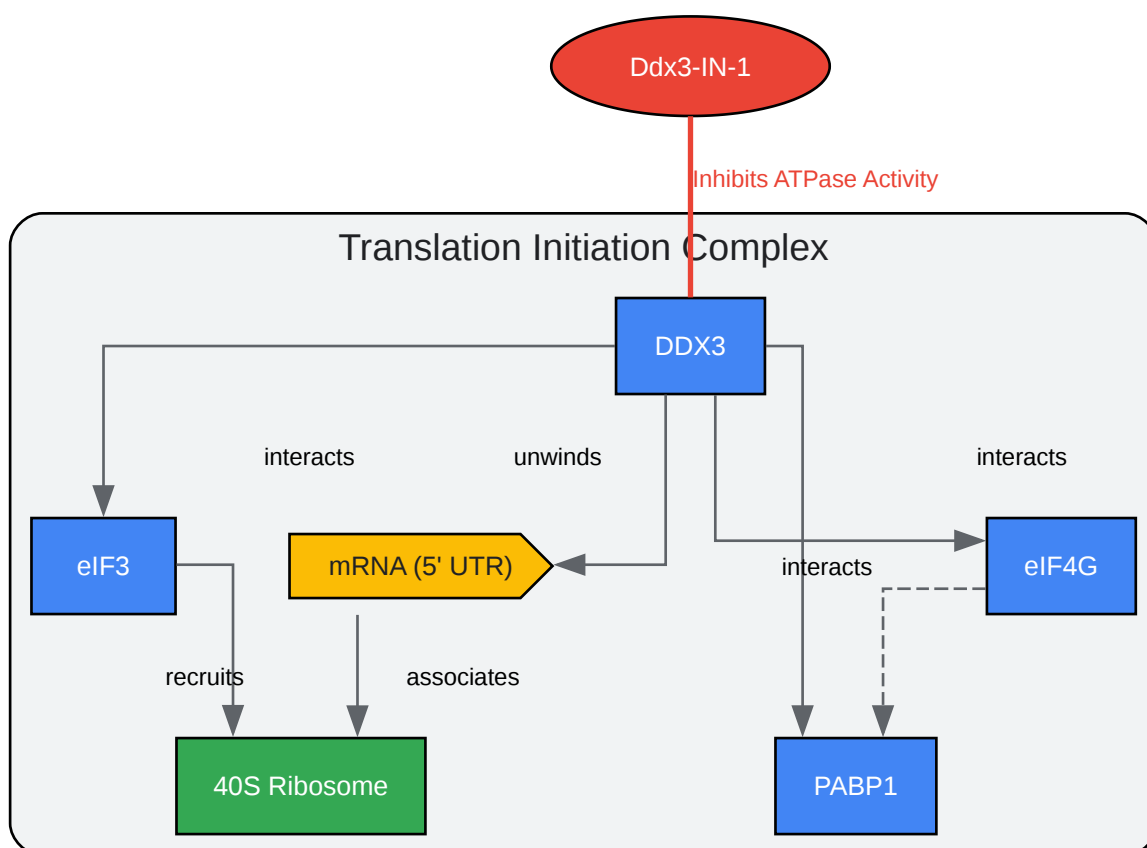 Ddx3-IN-1
Inhibits ATPase Activity
Translation Initiation Complex
DDX3
interacts
unwinds
interacts
eIF3
mRNA (5' UTR)
interacts
eIF4G
recruits
associates
40S Ribosome
PABP1